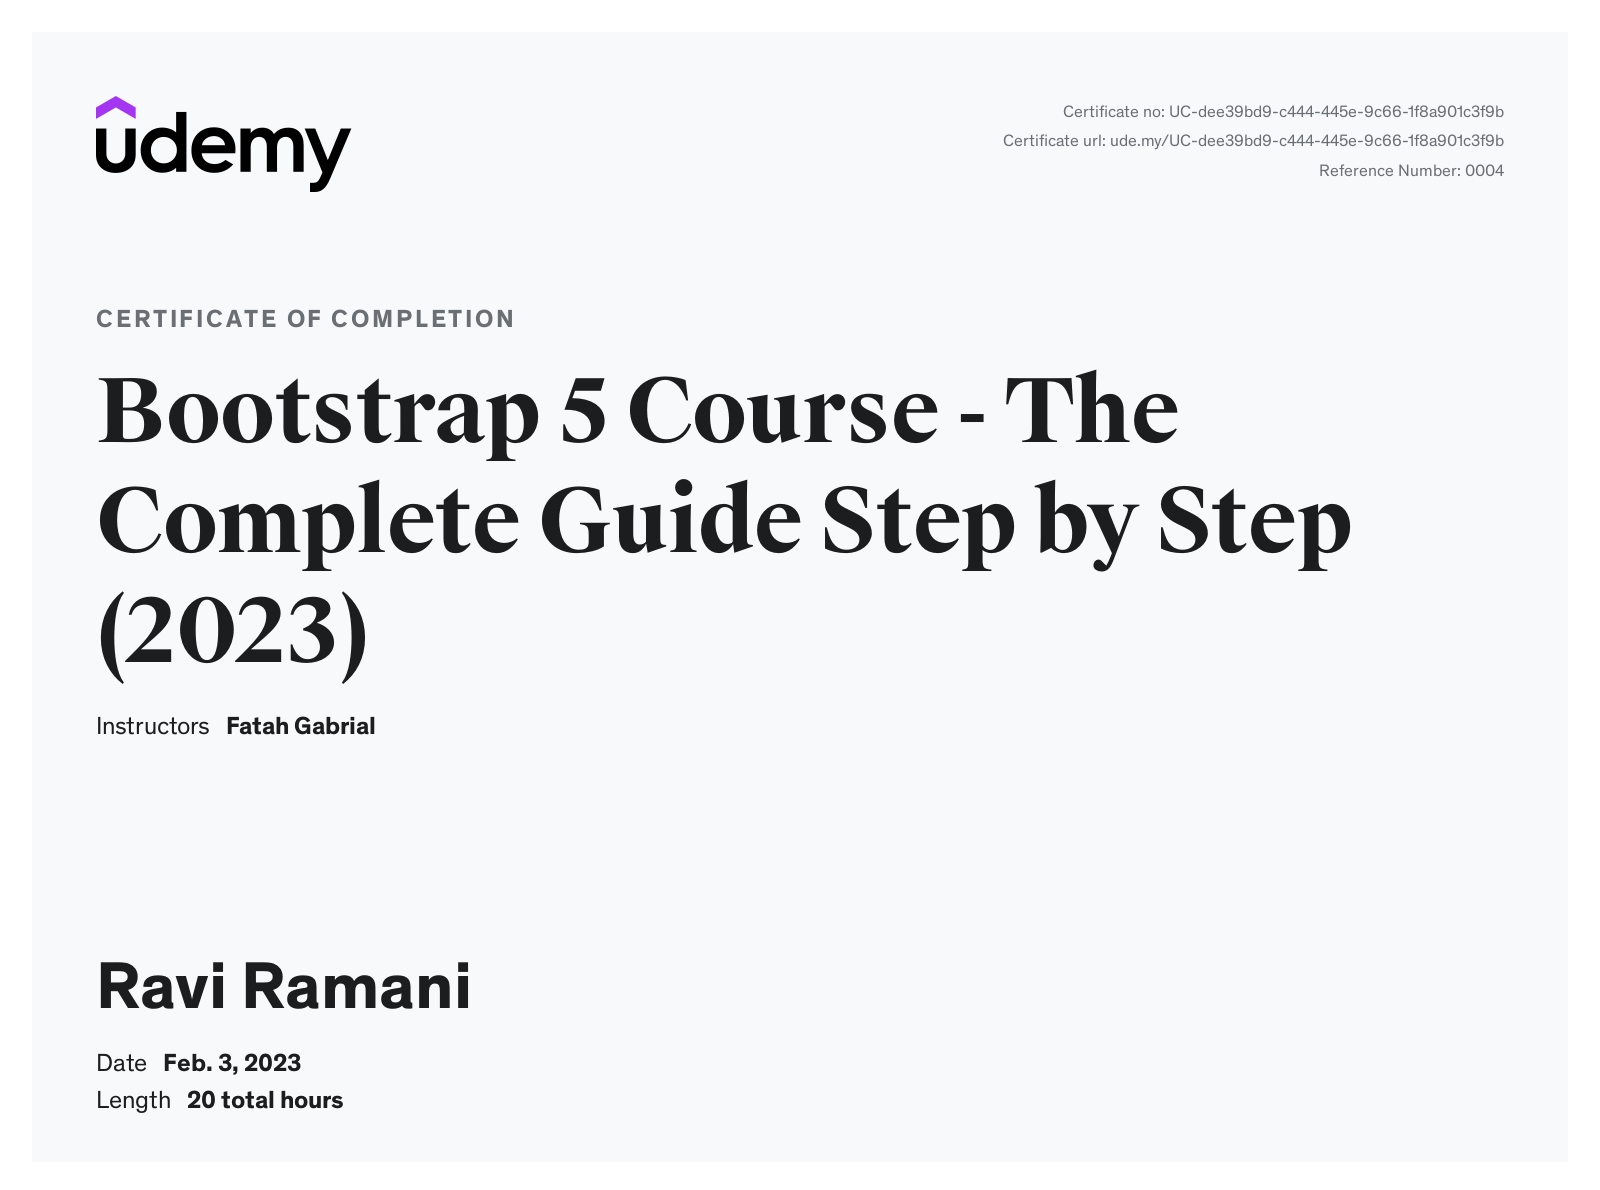 udemy
Certificate no: UC-dee39bd9-c444-445e-9c66-1f8a901c3f9b
Certificate url: ude.my/UC-dee39bd9-c444-445e-9c66-1f8a901c3f9b
Reference Number: 0004
CERTIFICATE OF COMPLETION
Bootstrap 5 Course - The
Complete Guide Step by Step
(2023)
Instructors Fatah Gabrial
Ravi Ramani
Date Feb. 3, 2023
Length 20 total hours